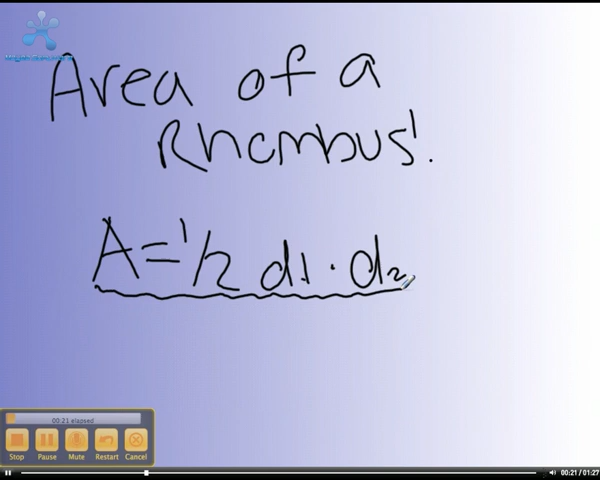 Area of a
Rhombus!
A = 1/2 d1 · d2
00:21 elapsed
Stop Pause Mute Restart Cancel
00:21 / 01:27